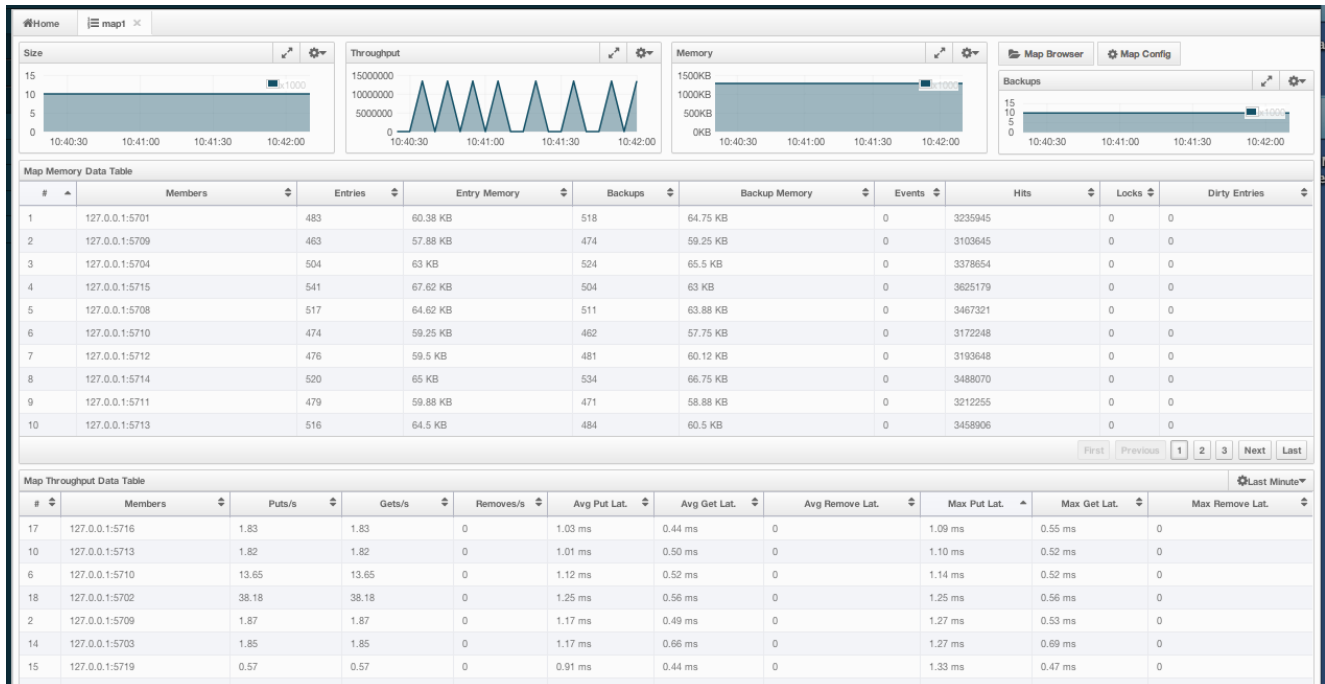 Home map1 ×
Size Throughput Memory Map Browser Map Config
Backups
15 10 5 0
x1000
10:40:30 10:41:00 10:41:30 10:42:00
15000000 10000000 5000000 0
10:40:30 10:41:00 10:41:30 10:42:00
1500KB 1000KB 500KB 0KB
x1000
10:40:30 10:41:00 10:41:30 10:42:00
15 10 5 0
x1000
10:40:30 10:41:00 10:41:30 10:42:00
Map Memory Data Table
# Members Entries Entry Memory Backups Backup Memory Events Hits Locks Dirty Entries
1 127.0.0.1:5701 483 60.38 KB 518 64.75 KB 0 3235945 0 0
2 127.0.0.1:5709 463 57.88 KB 474 59.25 KB 0 3103645 0 0
3 127.0.0.1:5704 504 63 KB 524 65.5 KB 0 3378654 0 0
4 127.0.0.1:5715 541 67.62 KB 504 63 KB 0 3625179 0 0
5 127.0.0.1:5708 517 64.62 KB 511 63.88 KB 0 3467321 0 0
6 127.0.0.1:5710 474 59.25 KB 462 57.75 KB 0 3172248 0 0
7 127.0.0.1:5712 476 59.5 KB 481 60.12 KB 0 3193648 0 0
8 127.0.0.1:5714 520 65 KB 534 66.75 KB 0 3488070 0 0
9 127.0.0.1:5711 479 59.88 KB 471 58.88 KB 0 3212255 0 0
10 127.0.0.1:5713 516 64.5 KB 484 60.5 KB 0 3458906 0 0
First Previous 1 2 3 Next Last
Map Throughput Data Table Last Minute
# Members Puts/s Gets/s Removes/s Avg Put Lat. Avg Get Lat. Avg Remove Lat. Max Put Lat. Max Get Lat. Max Remove Lat.
17 127.0.0.1:5716 1.83 1.83 0 1.03 ms 0.44 ms 0 1.09 ms 0.55 ms 0
10 127.0.0.1:5713 1.82 1.82 0 1.01 ms 0.50 ms 0 1.10 ms 0.52 ms 0
6 127.0.0.1:5710 13.65 13.65 0 1.12 ms 0.52 ms 0 1.14 ms 0.52 ms 0
18 127.0.0.1:5702 38.18 38.18 0 1.25 ms 0.56 ms 0 1.25 ms 0.56 ms 0
2 127.0.0.1:5709 1.87 1.87 0 1.17 ms 0.49 ms 0 1.27 ms 0.53 ms 0
14 127.0.0.1:5703 1.85 1.85 0 1.17 ms 0.66 ms 0 1.27 ms 0.69 ms 0
15 127.0.0.1:5719 0.57 0.57 0 0.91 ms 0.44 ms 0 1.33 ms 0.47 ms 0